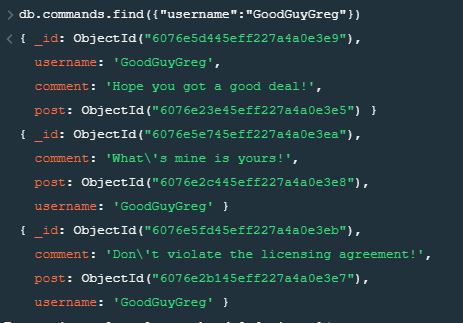 > db.commands.find({"username":"GoodGuyGreg"})
< { _id: ObjectId("6076e5d445eff227a4a0e3e9"),
username: 'GoodGuyGreg',
comment: 'Hope you got a good deal!',
post: ObjectId("6076e23e45eff227a4a0e3e5") }
{ _id: ObjectId("6076e5e745eff227a4a0e3ea"),
comment: 'What\'s mine is yours!',
post: ObjectId("6076e2c445eff227a4a0e3e8"),
username: 'GoodGuyGreg' }
{ _id: ObjectId("6076e5fd45eff227a4a0e3eb"),
comment: 'Don\'t violate the licensing agreement!',
post: ObjectId("6076e2b145eff227a4a0e3e7"),
username: 'GoodGuyGreg' }